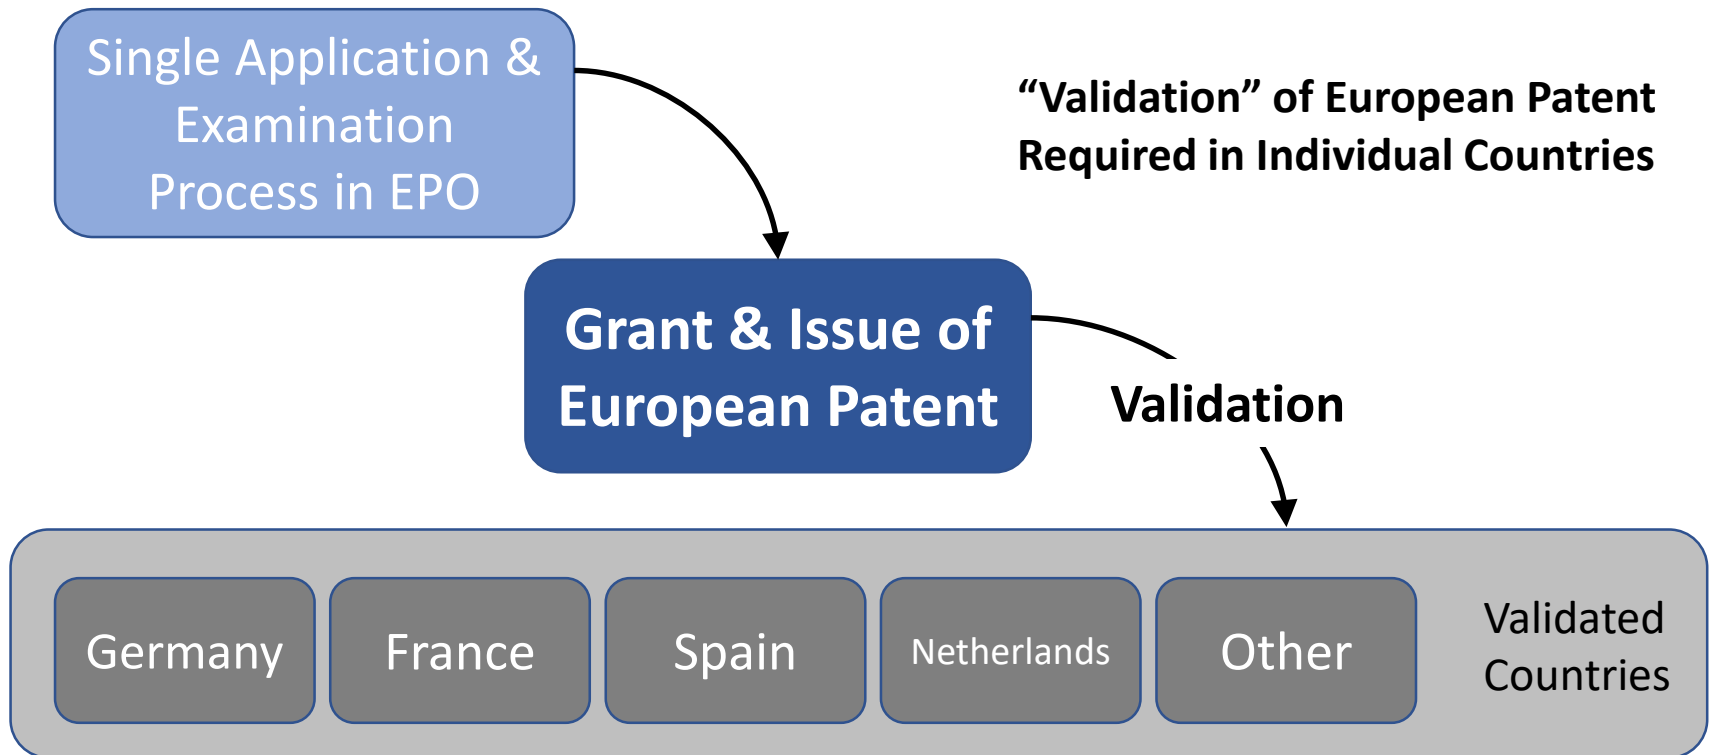 Single Application &
Examination
Process in EPO
“Validation” of European Patent
Required in Individual Countries
Grant & Issue of
European Patent
Validation
Germany
France
Spain
Netherlands
Other
Validated
Countries